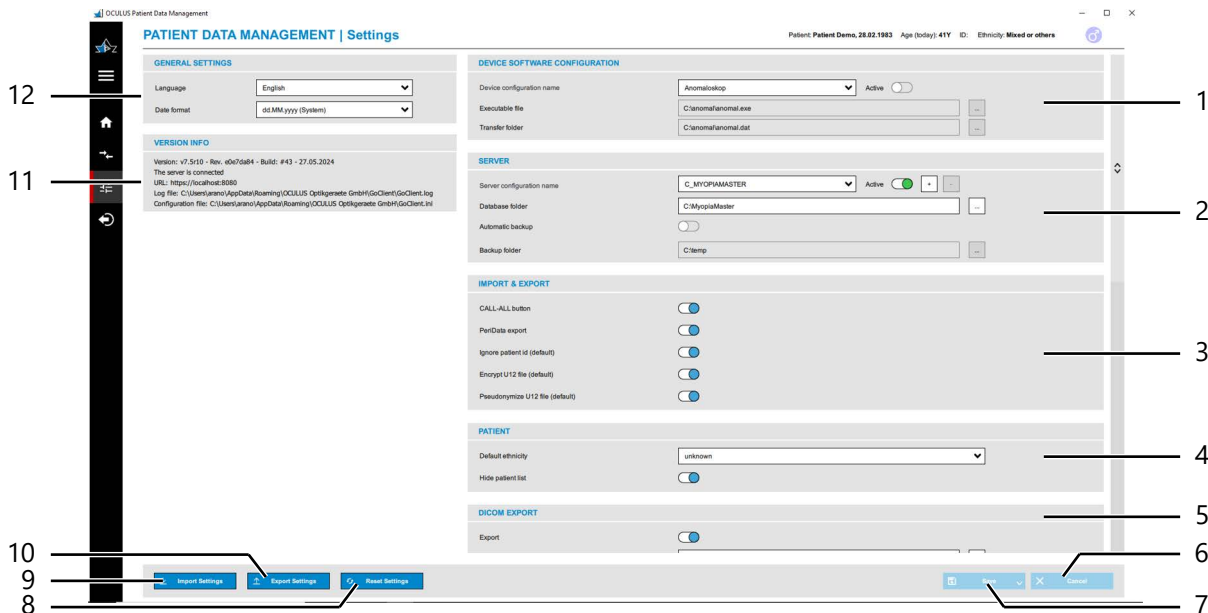 OCULUS Patient Data Management
PATIENT DATA MANAGEMENT | Settings
Patient: Patient Demo, 28.02.1983 Age (today): 41Y ID: Ethnicity: Mixed or others
GENERAL SETTINGS
Language English
Date format dd.MM.yyyy (System)
VERSION INFO
Version: v7.5r10 - Rev. e0e7da84 - Build: #43 - 27.05.2024
The server is connected
URL: https://localhost:8080
Log file: C:\Users\arano\AppData\Roaming\OCULUS Optikgeraete GmbH\GoClient\GoClient.log
Configuration file: C:\Users\arano\AppData\Roaming\OCULUS Optikgeraete GmbH\GoClient.ini
DEVICE SOFTWARE CONFIGURATION
Device configuration name Anomaloskop Active
Executable file C:\anomal\anomal.exe ...
Transfer folder C:\anomal\anomal.dat ...
SERVER
Server configuration name C_MYOPIAMASTER Active + -
Database folder C:\MyopiaMaster ...
Automatic backup
Backup folder C:\temp ...
IMPORT & EXPORT
CALL-ALL button
PeriData export
Ignore patient id (default)
Encrypt U12 file (default)
Pseudonymize U12 file (default)
PATIENT
Default ethnicity unknown
Hide patient list
DICOM EXPORT
Export
Import Settings Export Settings Reset Settings Save Cancel
1
2
3
4
5
6
7
8
9
10
11
12